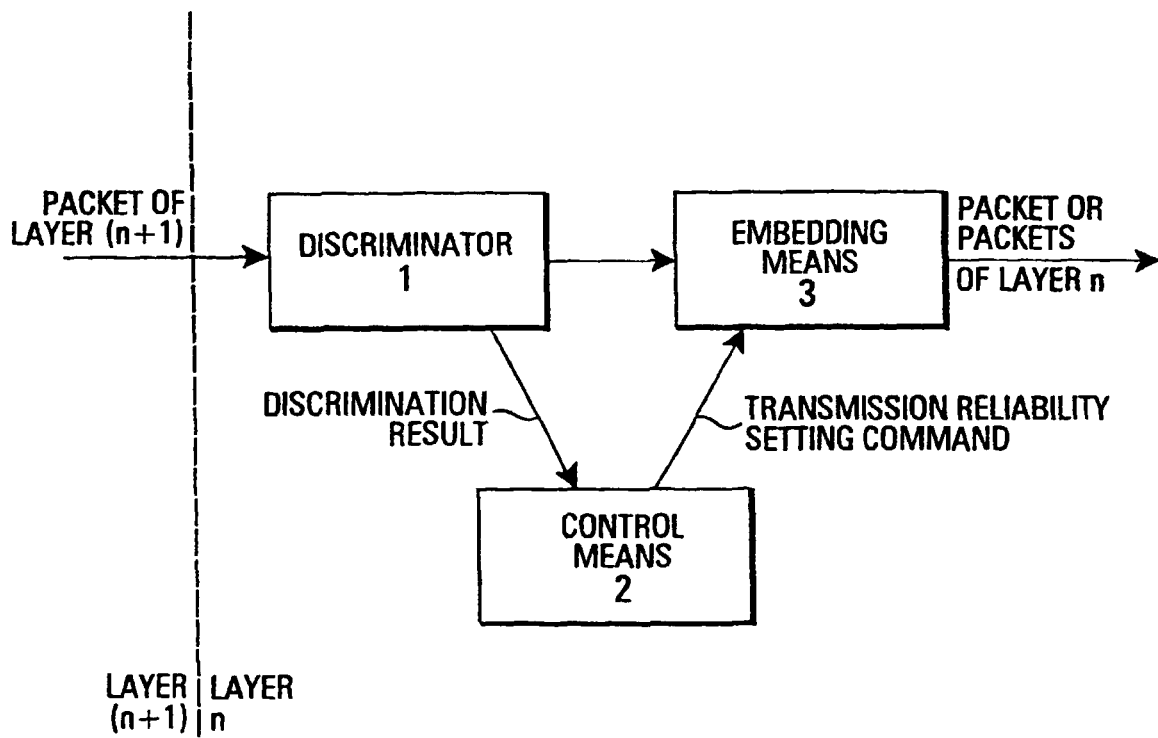 PACKET OF
LAYER (n+1)
DISCRIMINATOR
1
EMBEDDING
MEANS
3
PACKET OR
PACKETS
OF LAYER n
DISCRIMINATION
RESULT
TRANSMISSION RELIABILITY
SETTING COMMAND
CONTROL
MEANS
2
LAYER
(n+1)
LAYER
n